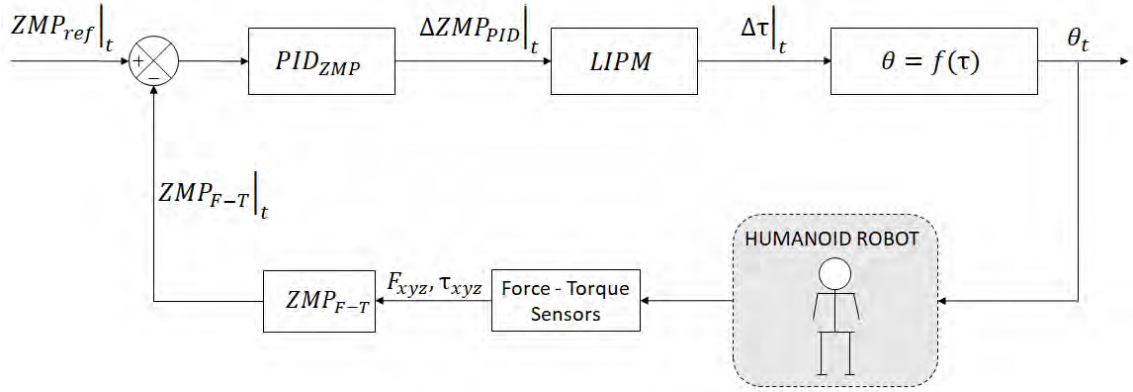 ZMP_ref|_t
+
−
PID_ZMP
ΔZMP_PID|_t
LIPM
Δτ|_t
θ = f(τ)
θ_t
ZMP_F−T|_t
ZMP_F−T
F_xyz, τ_xyz
Force - Torque
Sensors
HUMANOID ROBOT